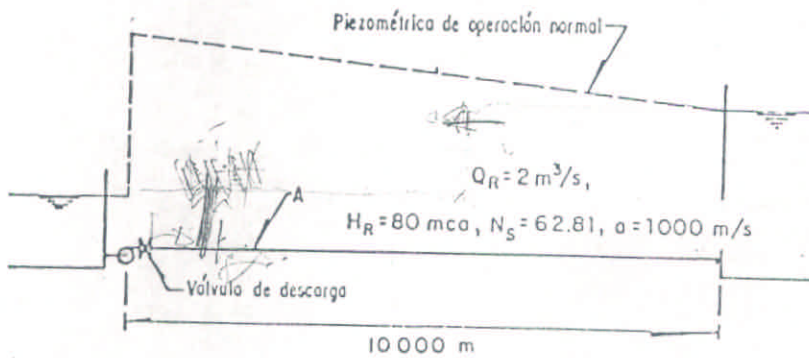 Piezométrica de operación normal
Q_R = 2 m³/s,
A
H_R = 80 mca, N_S = 62.81, a = 1000 m/s
Válvula de descarga
10 000 m